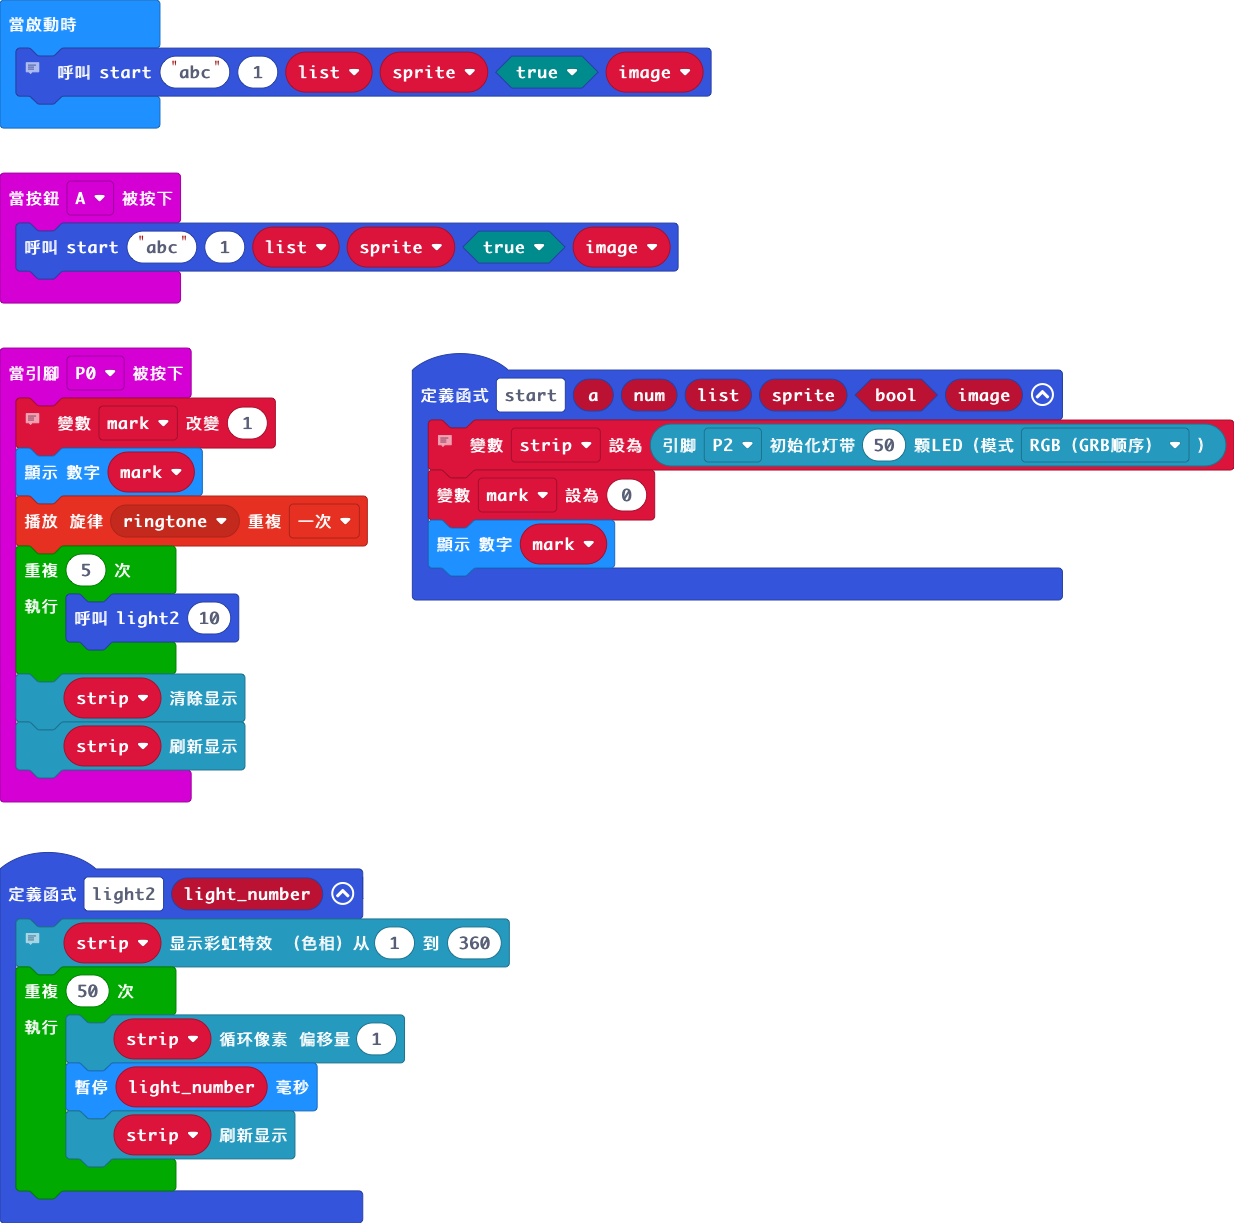 當啟動時
呼叫 start "abc" 1 list sprite true image
當按鈕 A 被按下
呼叫 start "abc" 1 list sprite true image
當引腳 P0 被按下
變數 mark 改變 1
顯示 數字 mark
播放 旋律 ringtone 重複 一次
重複 5 次
執行
呼叫 light2 10
strip 清除显示
strip 刷新显示
定義函式 start a num list sprite bool image
變數 strip 設為 引脚 P2 初始化灯带 50 颗LED (模式 RGB (GRB顺序) )
變數 mark 設為 0
顯示 數字 mark
定義函式 light2 light_number
strip 显示彩虹特效 (色相) 从 1 到 360
重複 50 次
執行
strip 循环像素 偏移量 1
暫停 light_number 毫秒
strip 刷新显示